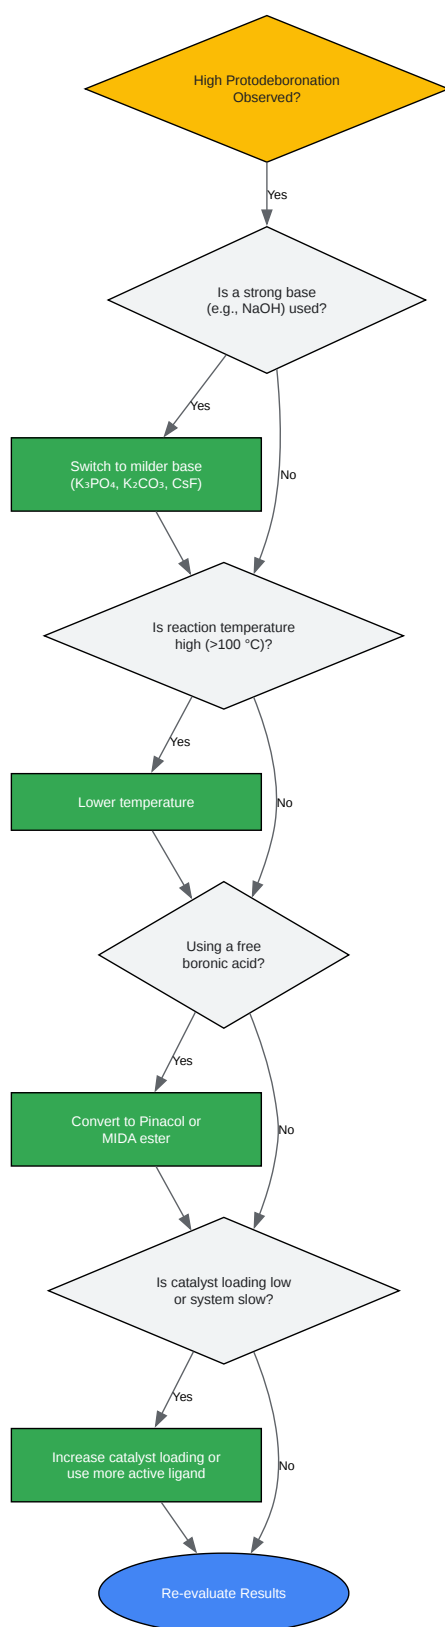 High Protodeboronation
Observed?
Yes
Is a strong base
(e.g., NaOH) used?
Yes
Switch to milder base
(K₃PO₄, K₂CO₃, CsF)
No
Is reaction temperature
high (>100 °C)?
Yes
Lower temperature
No
Using a free
boronic acid?
Yes
Convert to Pinacol or
MIDA ester
No
Is catalyst loading low
or system slow?
Yes
Increase catalyst loading or
use more active ligand
No
Re-evaluate Results